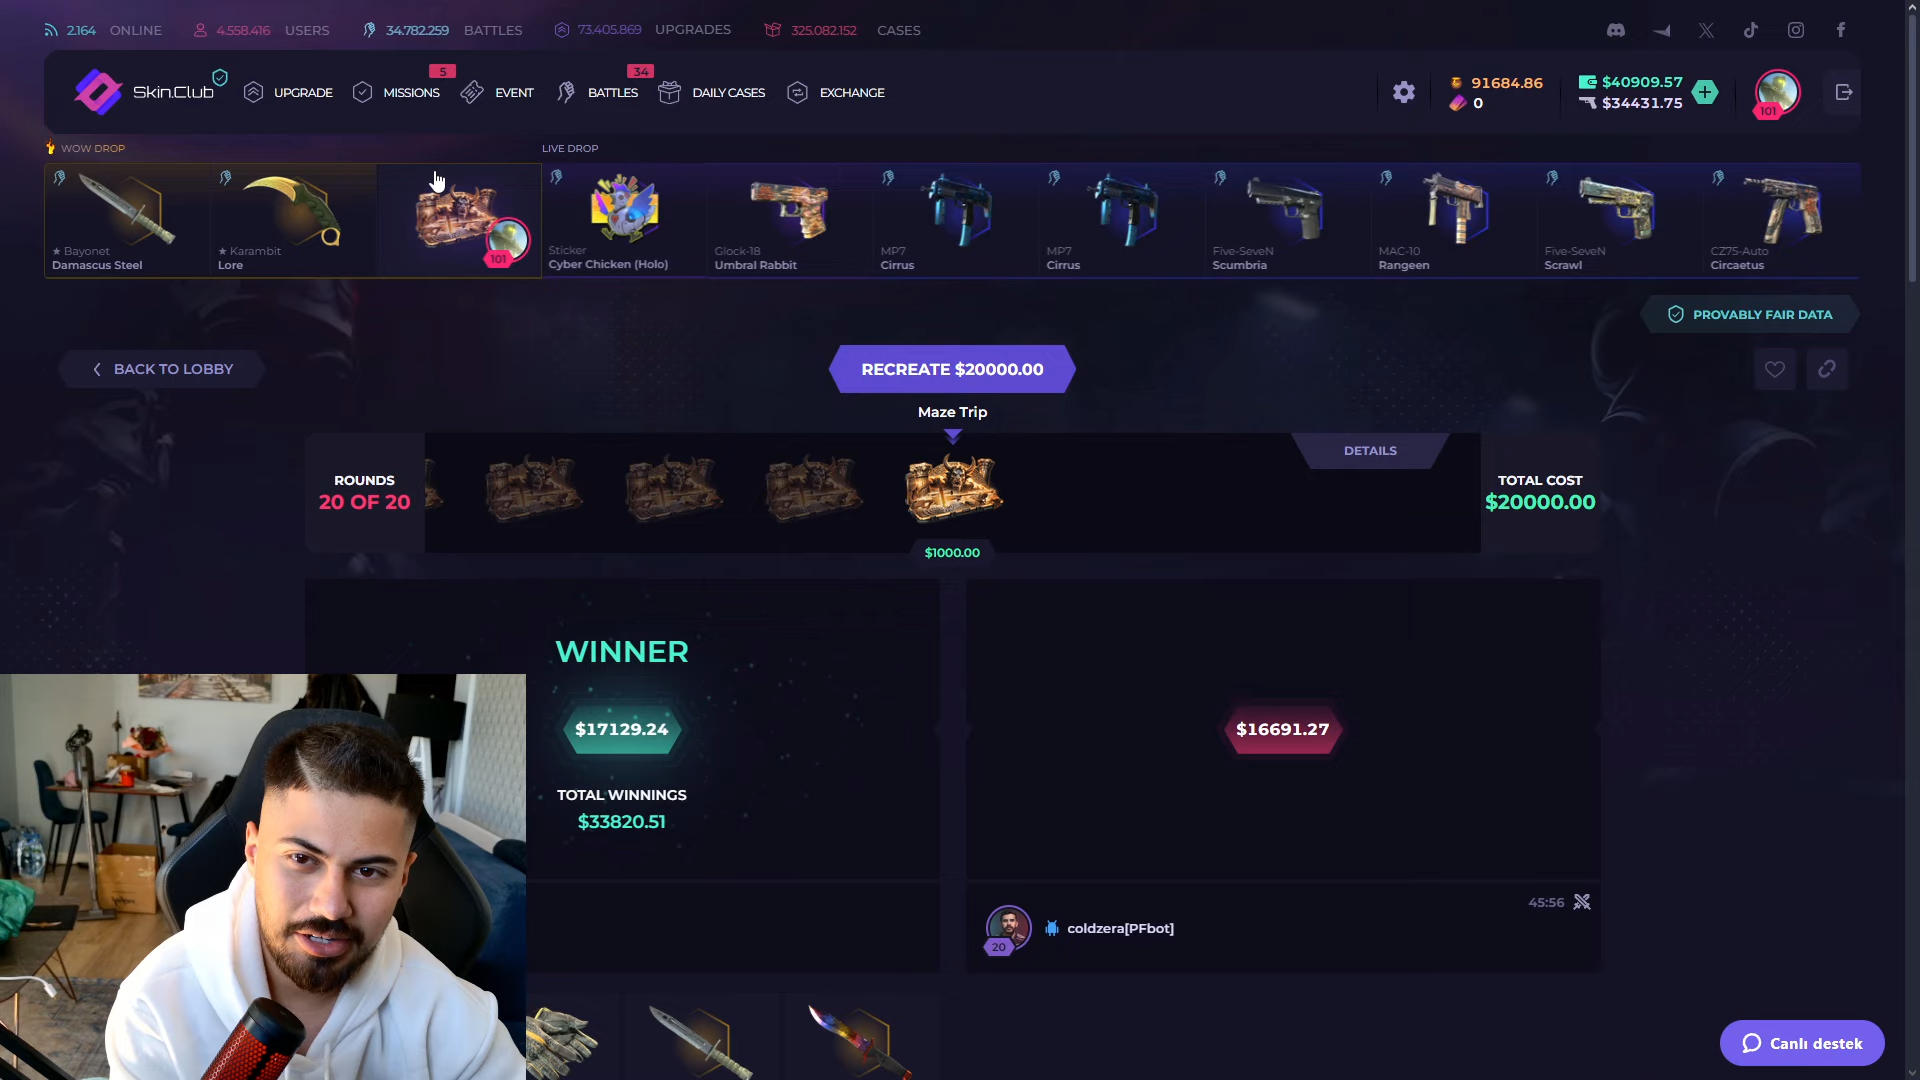 2.164 ONLINE 4.558.416 USERS 34.782.259 BATTLES 73.405.869 UPGRADES 325.082.152 CASES
Skin.Club UPGRADE MISSIONS 5 EVENT BATTLES 34 DAILY CASES EXCHANGE
91684.86 $40909.57
0 $34431.75
101
WOW DROP LIVE DROP
★ Bayonet
Damascus Steel
★ Karambit
Lore
101
Sticker
Cyber Chicken (Holo)
Glock-18
Umbral Rabbit
MP7
Cirrus
MP7
Cirrus
Five-SeveN
Scumbria
MAC-10
Rangeen
Five-SeveN
Scrawl
CZ75-Auto
Circaetus
PROVABLY FAIR DATA
BACK TO LOBBY
RECREATE $20000.00
Maze Trip
DETAILS
ROUNDS
20 OF 20
TOTAL COST
$20000.00
$1000.00
WINNER
$17129.24
$16691.27
TOTAL WINNINGS
$33820.51
45:56
20
coldzera[PFbot]
Canlı destek